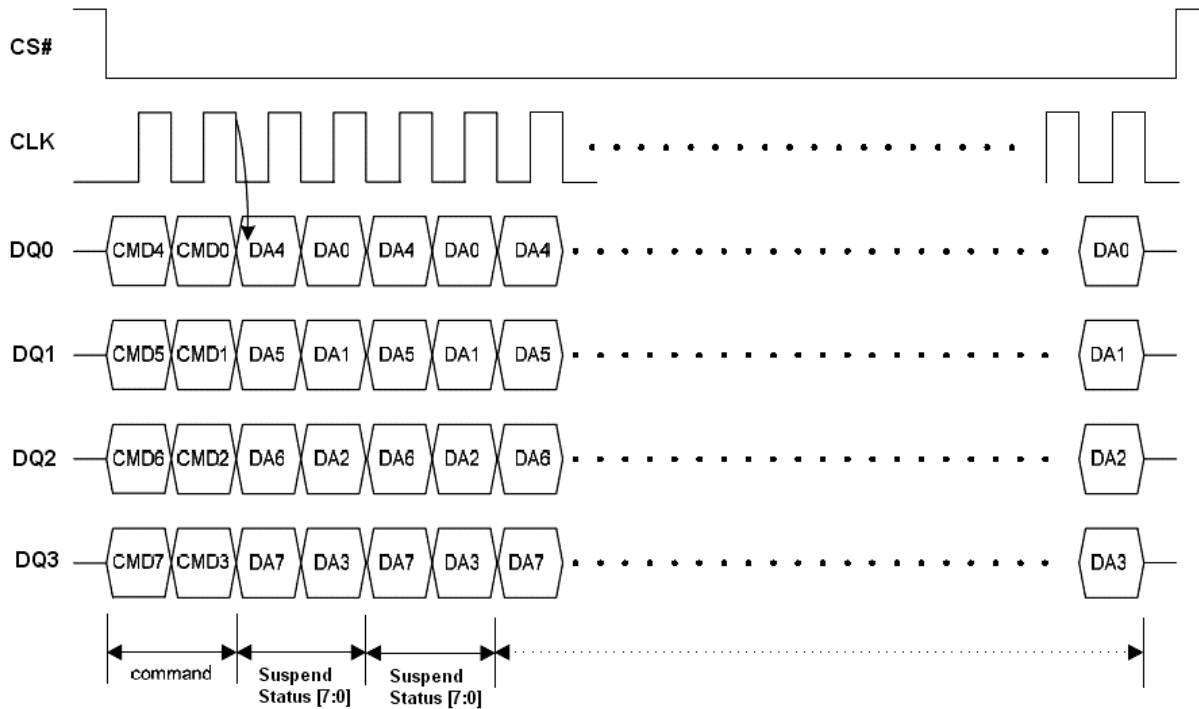 CS#
CLK
DQ0 CMD4 CMD0 DA4 DA0 DA4 DA0 DA4 DA0
DQ1 CMD5 CMD1 DA5 DA1 DA5 DA1 DA5 DA1
DQ2 CMD6 CMD2 DA6 DA2 DA6 DA2 DA6 DA2
DQ3 CMD7 CMD3 DA7 DA3 DA7 DA3 DA7 DA3
command Suspend Suspend
Status [7:0] Status [7:0]